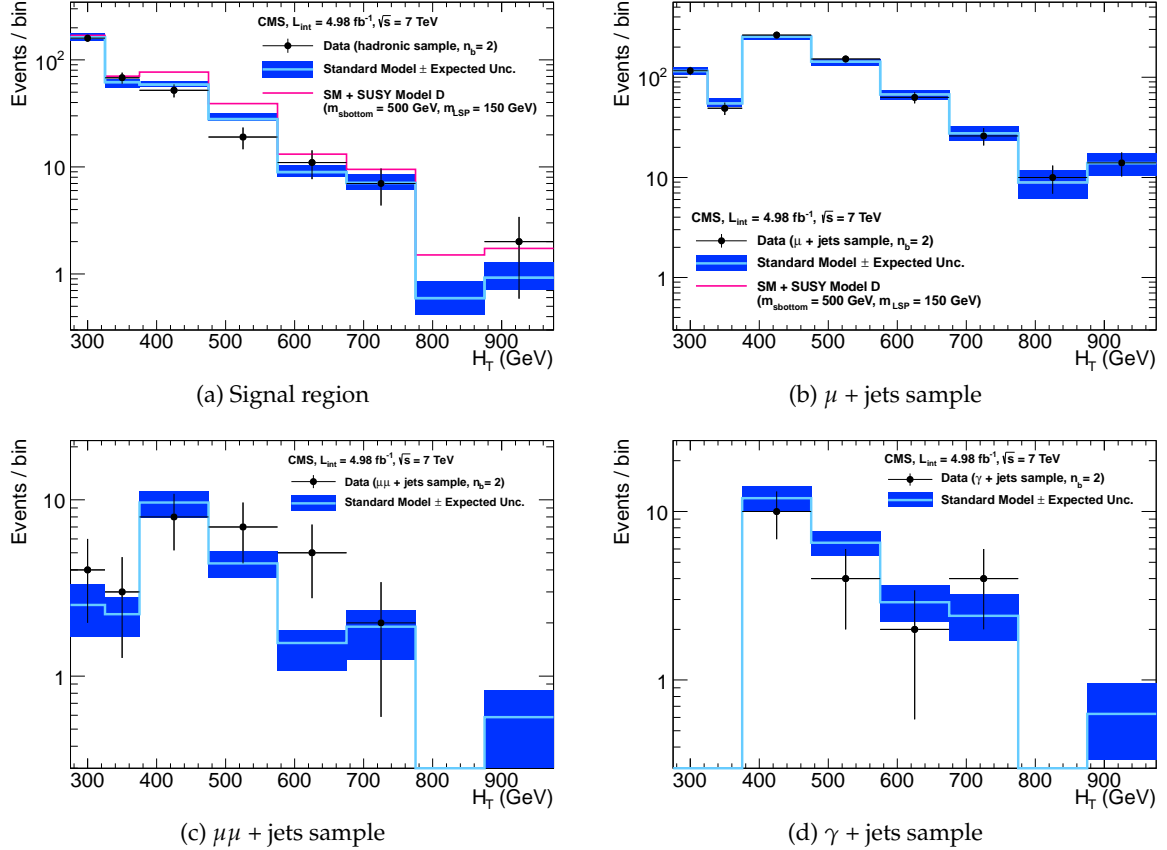 Events / bin
CMS, L_int = 4.98 fb⁻¹, √s = 7 TeV
Data (hadronic sample, n_b = 2)
Standard Model ± Expected Unc.
SM + SUSY Model D
(m_sbottom = 500 GeV, m_LSP = 150 GeV)
10²
10
1
300 400 500 600 700 800 900
H_T (GeV)
(a) Signal region
Events / bin
10²
10
1
CMS, L_int = 4.98 fb⁻¹, √s = 7 TeV
Data (μ + jets sample, n_b = 2)
Standard Model ± Expected Unc.
SM + SUSY Model D
(m_sbottom = 500 GeV, m_LSP = 150 GeV)
300 400 500 600 700 800 900
H_T (GeV)
(b) μ + jets sample
Events / bin
CMS, L_int = 4.98 fb⁻¹, √s = 7 TeV
Data (μμ + jets sample, n_b = 2)
Standard Model ± Expected Unc.
10
1
300 400 500 600 700 800 900
H_T (GeV)
(c) μμ + jets sample
Events / bin
CMS, L_int = 4.98 fb⁻¹, √s = 7 TeV
Data (γ + jets sample, n_b = 2)
Standard Model ± Expected Unc.
10
1
300 400 500 600 700 800 900
H_T (GeV)
(d) γ + jets sample